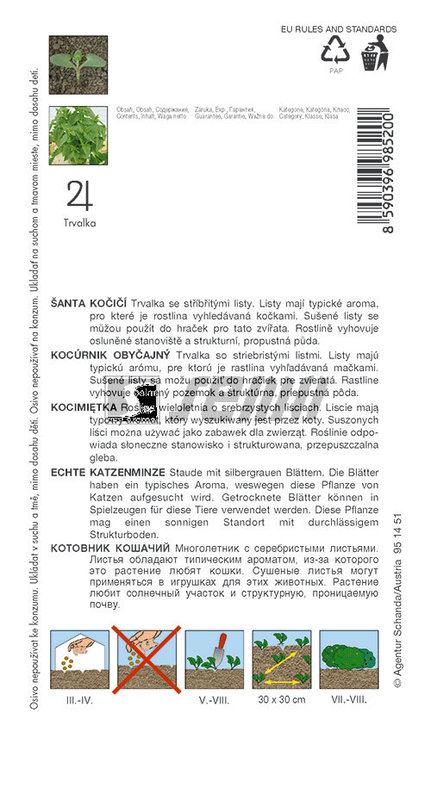 EU RULES AND STANDARDS
PAP
Obsah, Obsah, Содержание,
Contents, Inhalt, Waga netto
Záruka, Exp., Гарантия,
Guarantee, Garantie, Ważne do
Kategorie, Kategória, Класс,
Category, Klasse, Klasa
8 590396 985200
Trvalka
ŠANTA KOČIČÍ Trvalka se stříbřitými listy. Listy mají typické aroma,
pro které je rostlina vyhledávaná kočkami. Sušené listy se
můžou použít do hraček pro tato zvířata. Rostlině vyhovuje
osluněné stanoviště a strukturní, propustná půda.
KOCÚRNIK OBYČAJNÝ Trvalka so striebristými listmi. Listy majú
typickú arómu, pre ktorú je rastlina vyhľadávaná mačkami.
Sušené listy sa možu použiť do hračiek pre zvieratá. Rastline
vyhovuje pozemok a štruktúrna, priepustná pôda.
KOCIMIĘTKA Roślina wieloletnia o srebrzystych liściach. Liście mają
typowy aromat, który wyszukiwany jest przez koty. Suszonych
liści można używać jako zabawek dla zwierząt. Roślinie odpo-
wiada słoneczne stanowisko i strukturowana, przepuszczalna
gleba.
ECHTE KATZENMINZE Staude mit silbergrauen Blättern. Die Blätter
haben ein typisches Aroma, weswegen diese Pflanze von
Katzen aufgesucht wird. Getrocknete Blätter können in
Spielzeugen für diese Tiere verwendet werden. Diese Pflanze
mag einen sonnigen Standort mit durchlässigem
Strukturboden.
КОТОВНИК КОШАЧИЙ Многолетник с серебристыми листьями.
Листья обладают типическим ароматом, из-за которого
это растение любят кошки. Сушеные листья могут
применяться в игрушках для этих животных. Растение
любит солнечный участок и структурную, проницаемую
почву.
III.-IV.
V.-VIII.
30 x 30 cm
VII.-VIII.
Osivo nepoužívat ke konzumu. Ukládat v suchu a tmě, mimo dosahu dětí. Osivo nepoužívať na konzum. Ukladať na suchom a tmavom mieste, mimo dosahu detí.
© Agentur Schanda/Austria 95 14 51